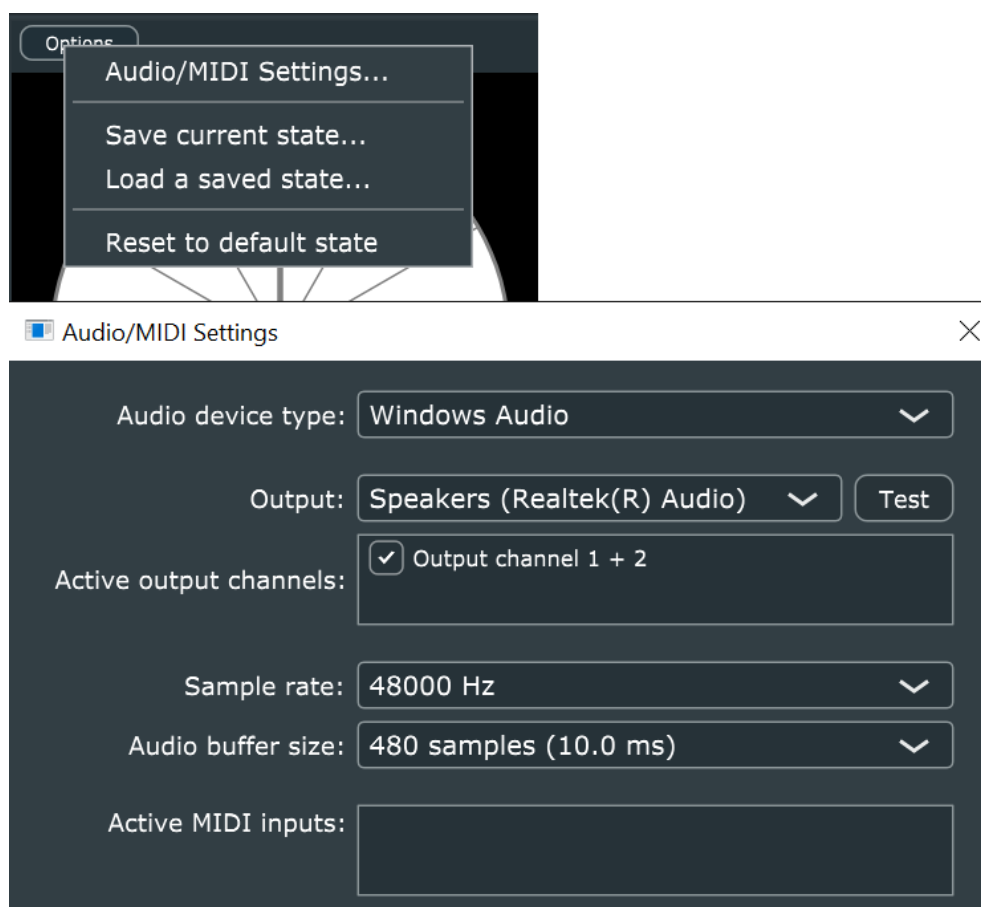 Options
Audio/MIDI Settings...
Save current state...
Load a saved state...
Reset to default state
Audio/MIDI Settings
Audio device type: Windows Audio
Output: Speakers (Realtek(R) Audio) Test
Active output channels: Output channel 1 + 2
Sample rate: 48000 Hz
Audio buffer size: 480 samples (10.0 ms)
Active MIDI inputs: